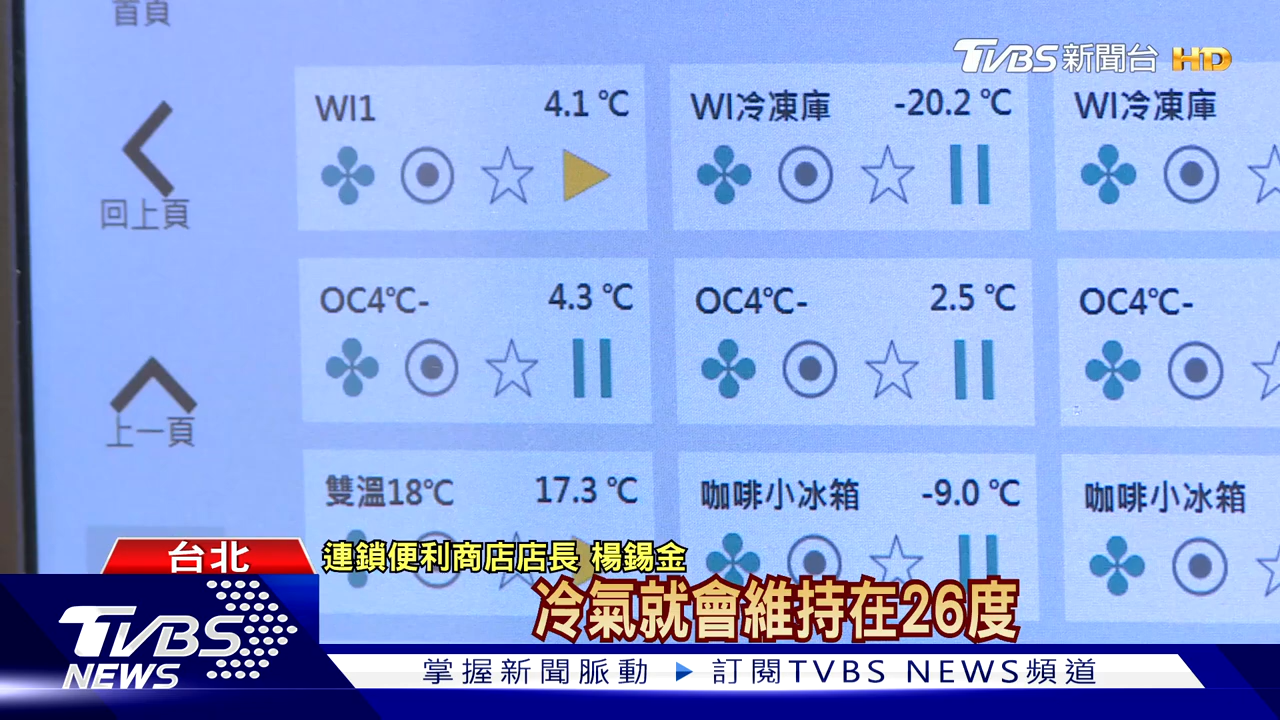 首頁
TVBS新聞台 HD
回上頁
上一頁
WI1 4.1 ℃
WI冷凍庫 -20.2 ℃
WI冷凍庫
OC4℃- 4.3 ℃
OC4℃- 2.5 ℃
OC4℃-
雙溫18℃ 17.3 ℃
咖啡小冰箱 -9.0 ℃
咖啡小冰箱
台北
連鎖便利商店店長 楊錫金
冷氣就會維持在26度
TVBS NEWS
掌握新聞脈動 ▶ 訂閱TVBS NEWS頻道